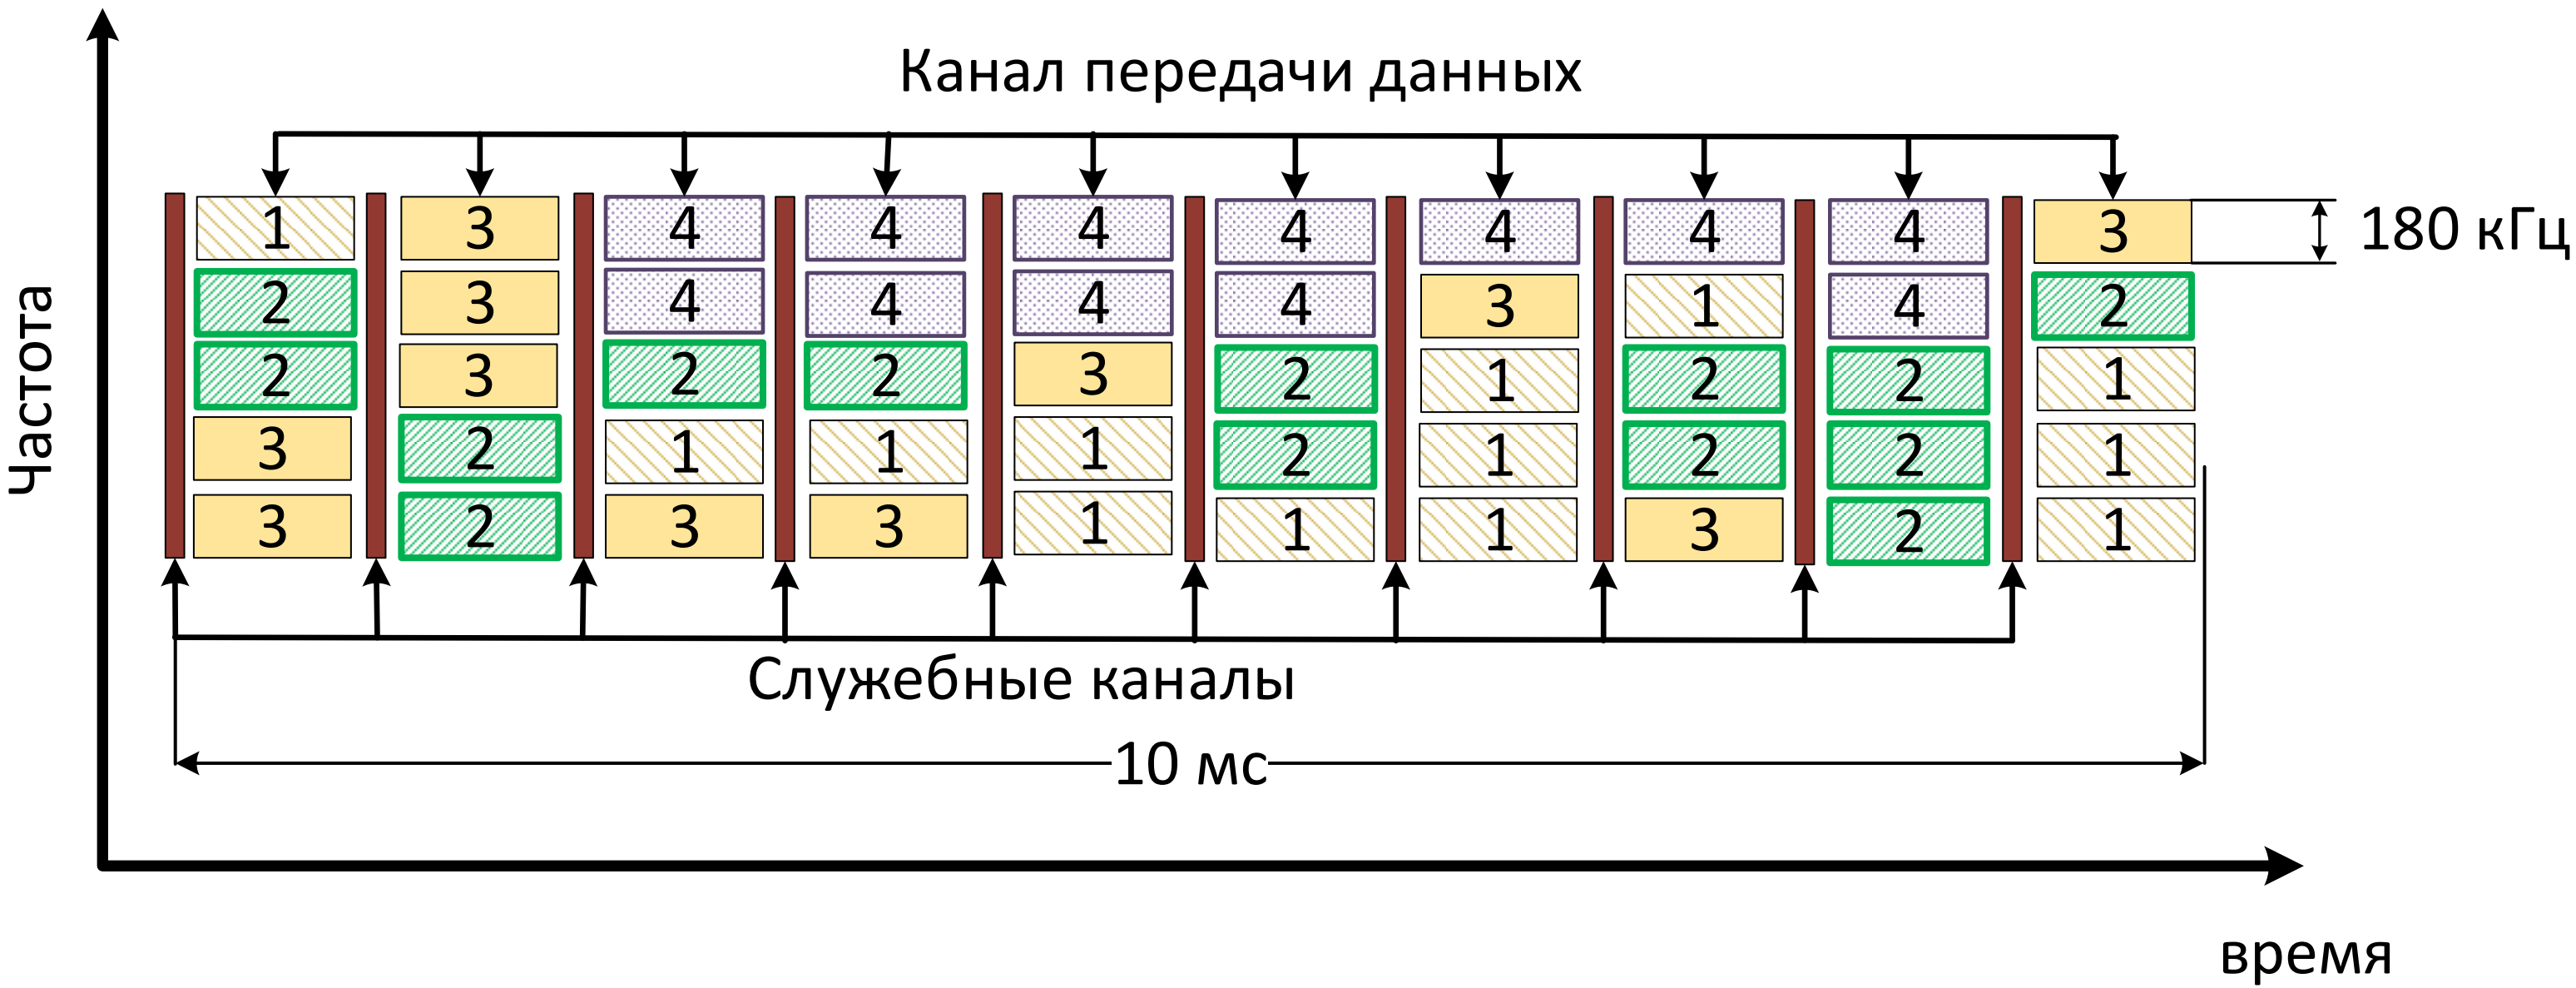 Канал передачи данных
1 3 4 4 4 4 4 4 4 3
180 кГц
2 3 4 4 4 4 3 1 4 2
2 3 2 2 3 2 1 2 2 1
3 2 1 1 1 2 1 2 2 1
3 2 3 3 1 1 1 3 2 1
Частота
Служебные каналы
10 мс
время